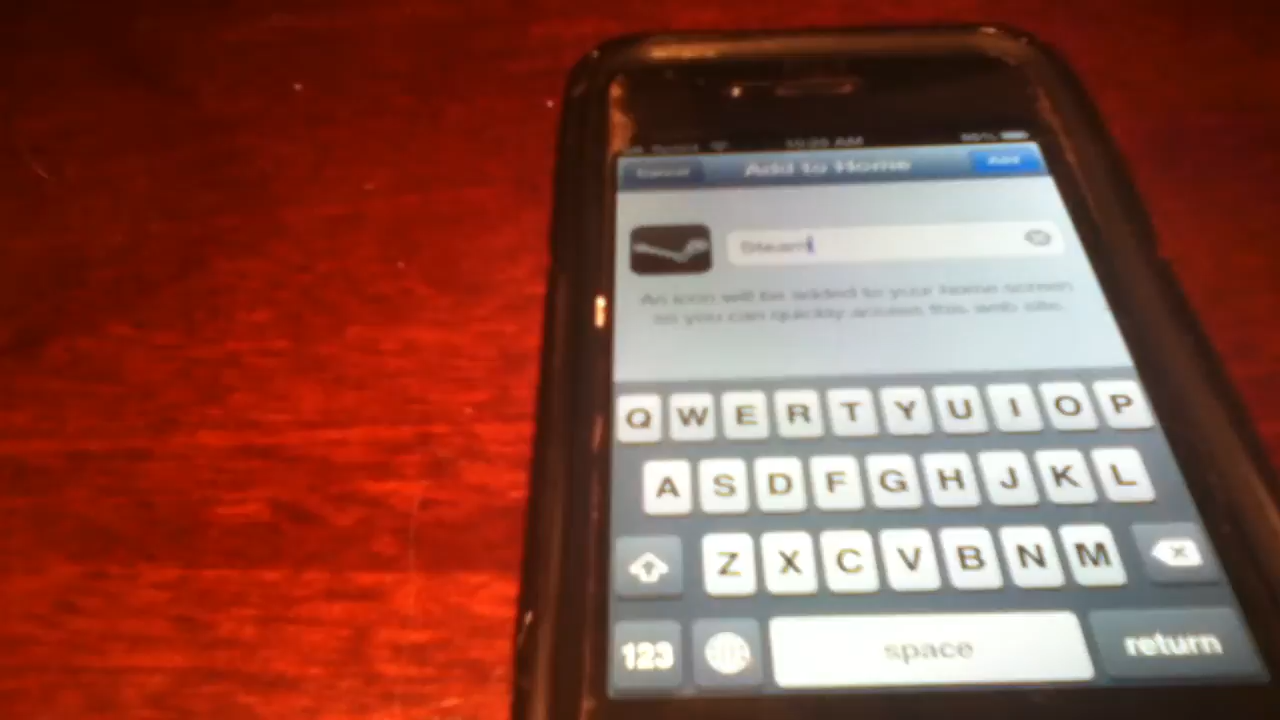 Cancel Add to Home Add
Steam
An icon will be added to your home screen
so you can quickly access this web site.
Q W E R T Y U I O P
A S D F G H J K L
Z X C V B N M
123 space return